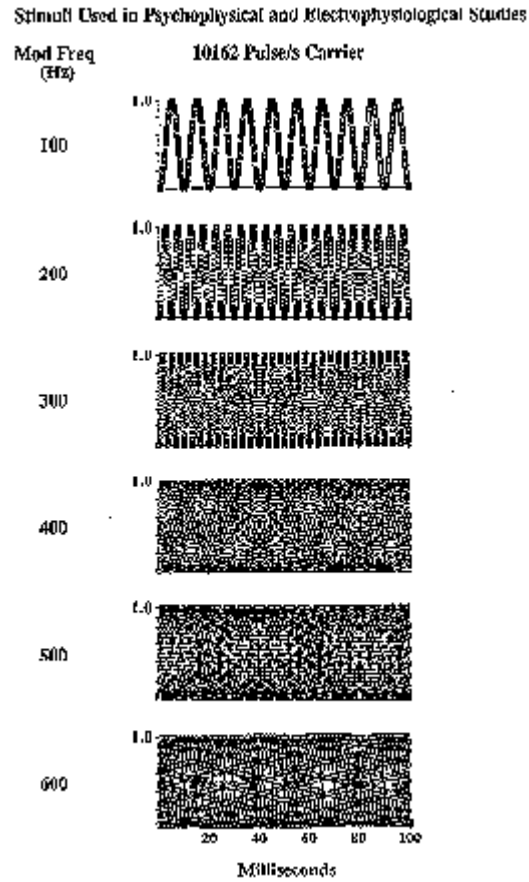 Stimuli Used in Psychophysical and Electrophysiological Studies
Mod Freq
(Hz)
10162 Pulse/s Carrier
1.0
100
1.0
200
1.0
300
1.0
400
1.0
500
1.0
600
20 40 60 80 100
Milliseconds